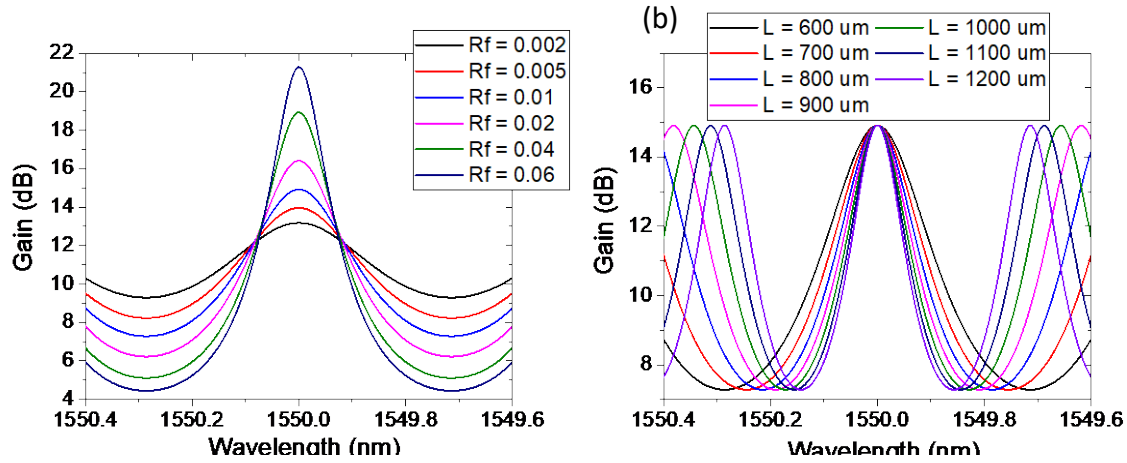 Rf = 0.002
Rf = 0.005
Rf = 0.01
Rf = 0.02
Rf = 0.04
Rf = 0.06
22
20
18
16
14
12
10
8
6
4
Gain (dB)
1550.4 1550.2 1550.0 1549.8 1549.6
Wavelength (nm)
(b)
L = 600 um L = 1000 um
L = 700 um L = 1100 um
L = 800 um L = 1200 um
L = 900 um
16
14
12
10
8
Gain (dB)
1550.4 1550.2 1550.0 1549.8 1549.6
Wavelength (nm)